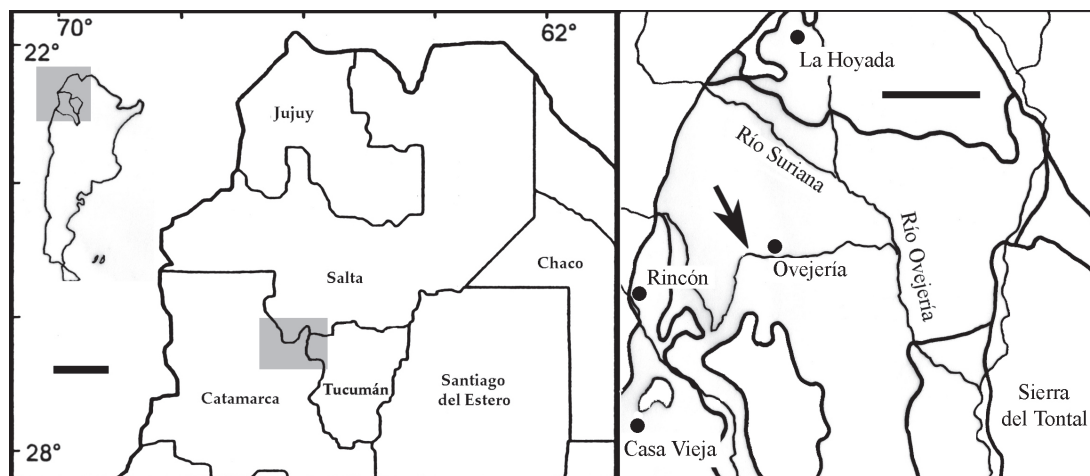 70°
62°
22°
Jujuy
Salta
Chaco
Catamarca
Tucumán
Santiago
del Estero
28°
La Hoyada
Río Suriana
Río Ovejería
Ovejería
Rincón
Casa Vieja
Sierra
del Tontal